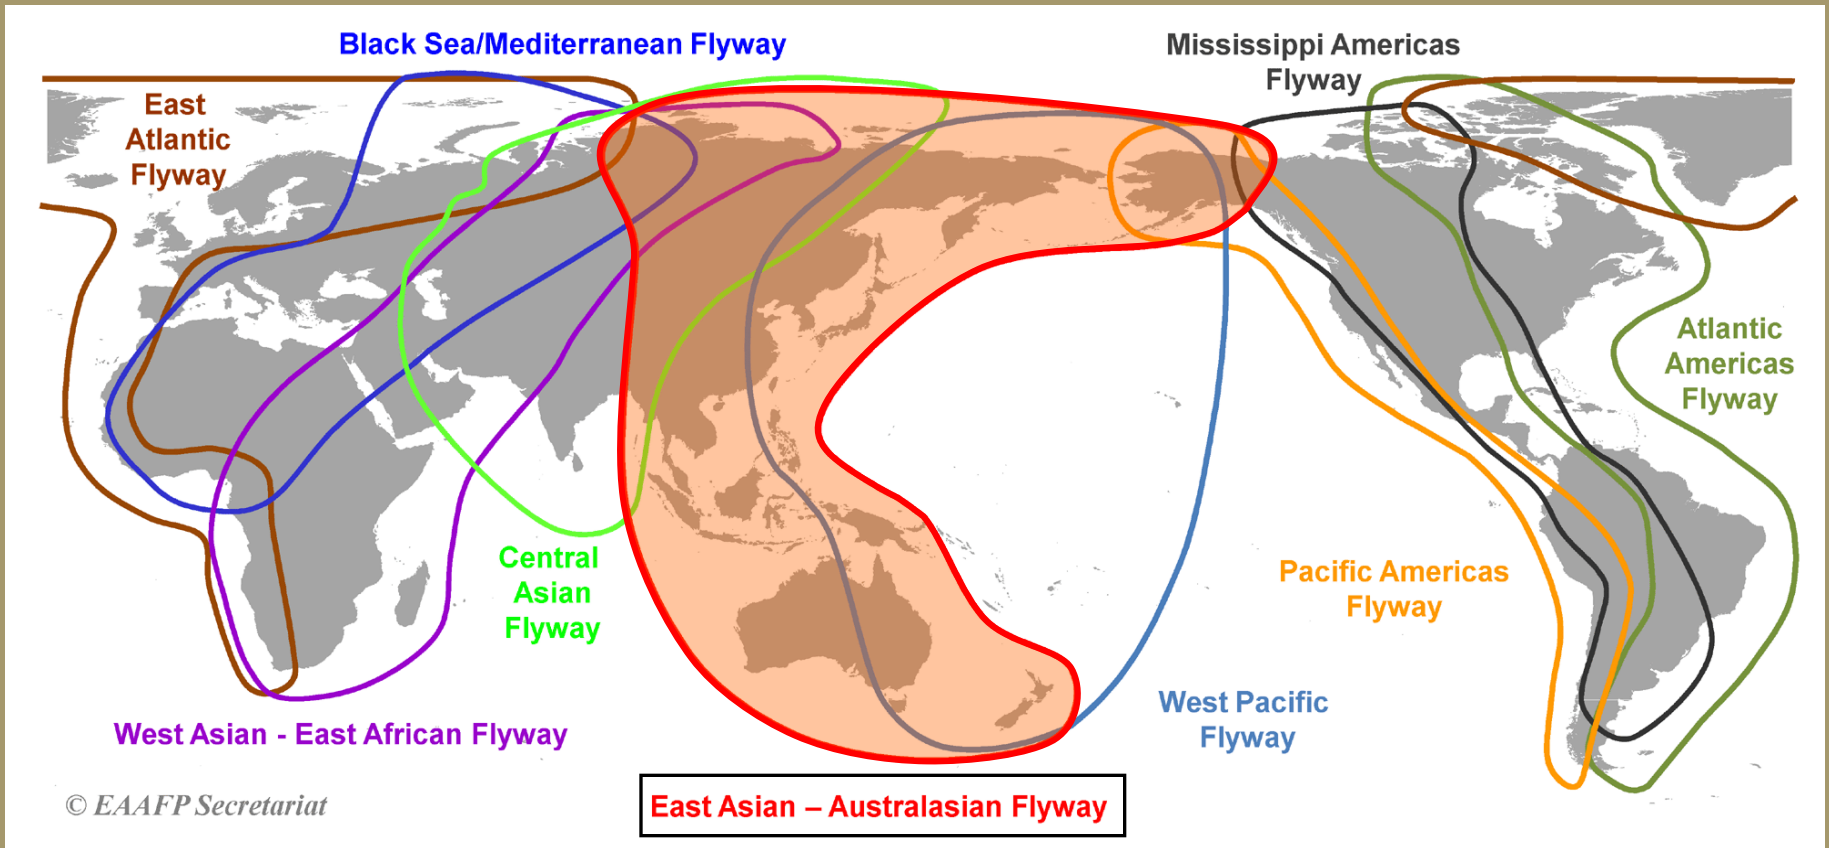 Black Sea/Mediterranean Flyway
Mississippi Americas
Flyway
East
Atlantic
Flyway
Atlantic
Americas
Flyway
Central
Asian
Flyway
Pacific Americas
Flyway
West Pacific
Flyway
West Asian - East African Flyway
© EAAFP Secretariat
East Asian – Australasian Flyway